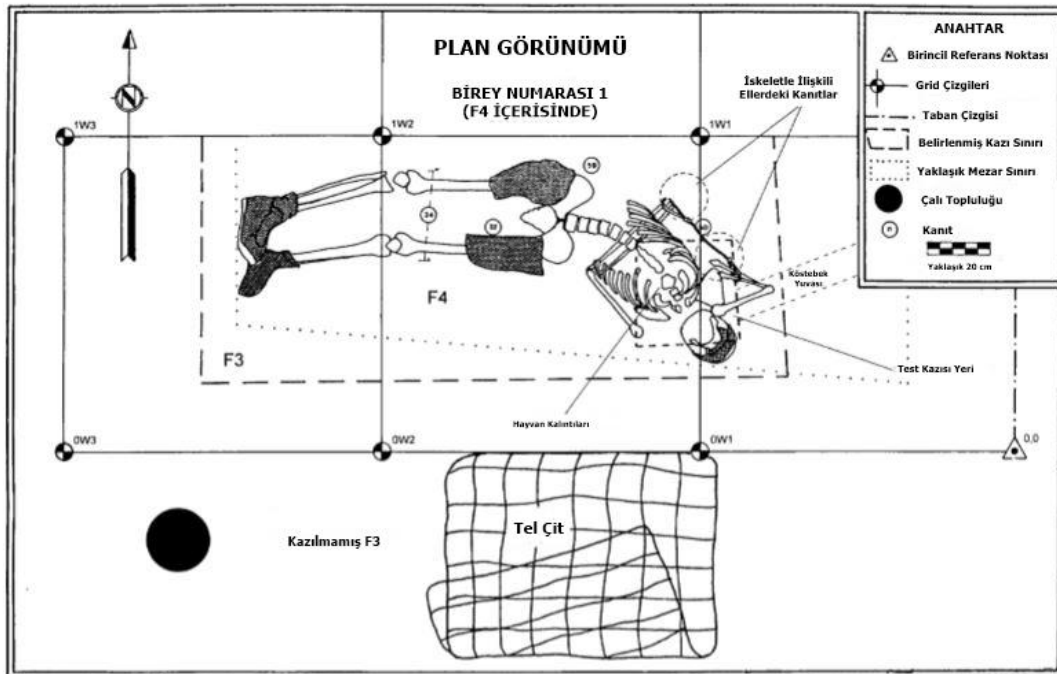 PLAN GÖRÜNÜMÜ
BİREY NUMARASI 1
(F4 İÇERİSİNDE)
N
İskeletle İlişkili
Ellerdeki Kanıtlar
ANAHTAR
Birincil Referans Noktası
Grid Çizgileri
Taban Çizgisi
Belirlenmiş Kazı Sınırı
Yaklaşık Mezar Sınırı
Çalı Topluluğu
Kanıt
Yaklaşık 20 cm
1W3
1W2
1W1
Köstebek
Yuvası
F4
F3
Test Kazısı Yeri
Hayvan Kalıntıları
0W3
0W2
0W1
0,0
Kazılmamış F3
Tel Çit